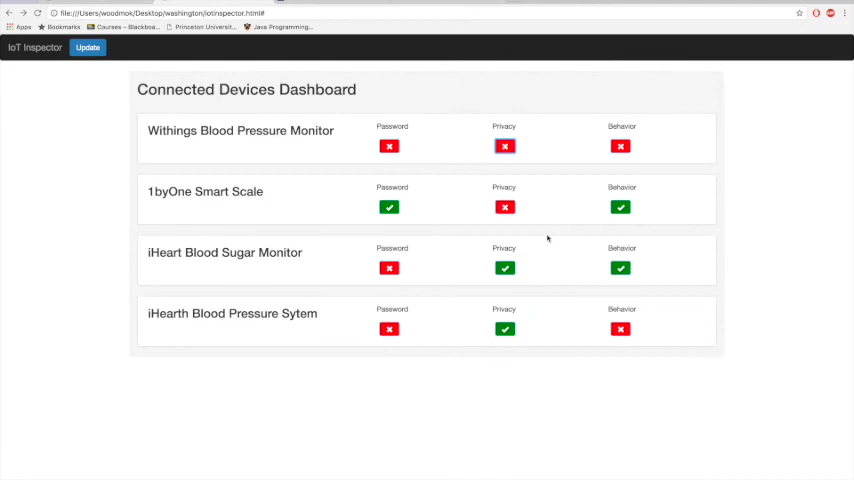 file:///Users/woodmok/Desktop/washington/iotinspector.html#
Apps Bookmarks Courses – Blackboa... Princeton Universit... Java Programming...
IoT Inspector Update
Connected Devices Dashboard
Withings Blood Pressure Monitor Password Privacy Behavior
1byOne Smart Scale Password Privacy Behavior
iHeart Blood Sugar Monitor Password Privacy Behavior
iHearth Blood Pressure Sytem Password Privacy Behavior